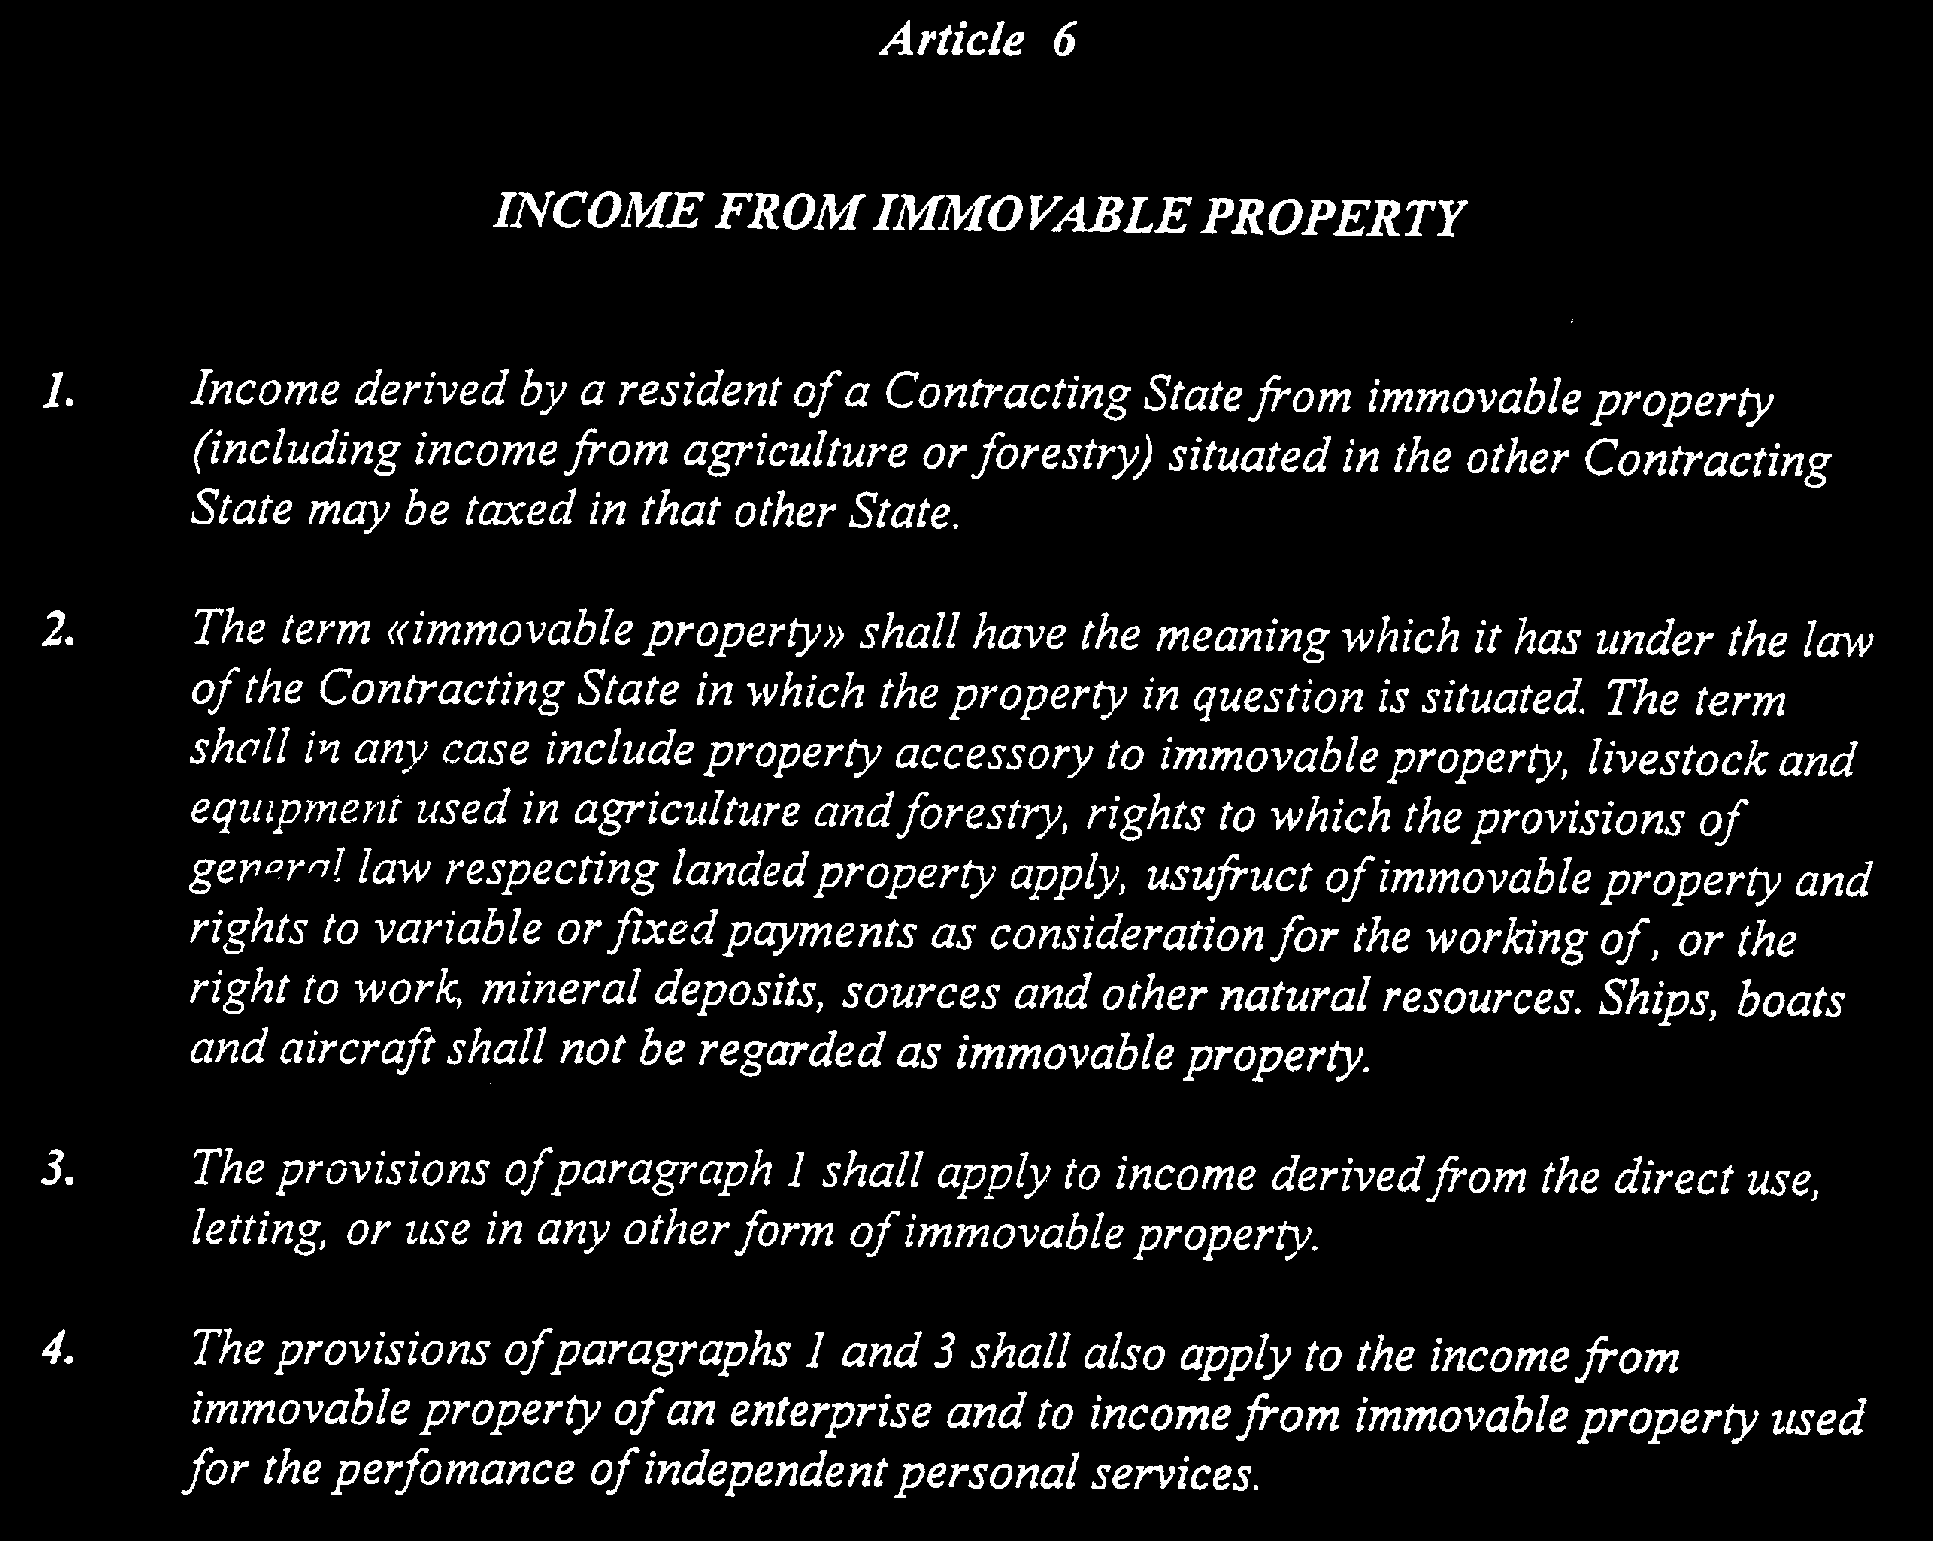 Article 6
INCOME FROM IMMOVABLE PROPERTY
1. Income derived by a resident of a Contracting State from immovable property
(including income from agriculture or forestry) situated in the other Contracting
State may be taxed in that other State.
2. The term «immovable property» shall have the meaning which it has under the law
of the Contracting State in which the property in question is situated. The term
shall in any case include property accessory to immovable property, livestock and
equipment used in agriculture and forestry, rights to which the provisions of
general law respecting landed property apply, usufruct of immovable property and
rights to variable or fixed payments as consideration for the working of, or the
right to work, mineral deposits, sources and other natural resources. Ships, boats
and aircraft shall not be regarded as immovable property.
3. The provisions of paragraph 1 shall apply to income derived from the direct use,
letting, or use in any other form of immovable property.
4. The provisions of paragraphs 1 and 3 shall also apply to the income from
immovable property of an enterprise and to income from immovable property used
for the perfomance of independent personal services.